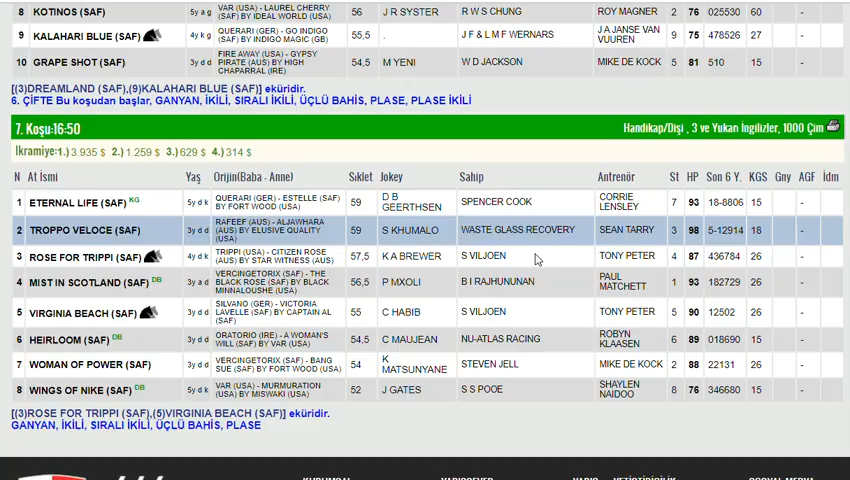 8 KOTINOS (SAF) 5y a g VAR (USA) - LAUREL CHERRY (SAF) BY IDEAL WORLD (USA) 56 J R SYSTER R W S CHUNG ROY MAGNER 2 76 025530 60
9 KALAHARI BLUE (SAF) 4y k g QUERARI (GER) - GO INDIGO (SAF) BY INDIGO MAGIC (GB) 55,5 . J F & L M F WERNARS J A JANSE VAN VUUREN 9 75 478526 27
10 GRAPE SHOT (SAF) 3y d d FIRE AWAY (USA) - GYPSY PIRATE (AUS) BY HIGH CHAPARRAL (IRE) 54,5 M YENI W D JACKSON MIKE DE KOCK 5 81 510 15
[(3)DREAMLAND (SAF),(9)KALAHARI BLUE (SAF)] eküridir.
6. ÇİFTE Bu koşudan başlar, GANYAN, İKİLİ, SIRALI İKİLİ, ÜÇLÜ BAHİS, PLASE, PLASE İKİLİ
7. Koşu:16:50 Handikap/Dişi , 3 ve Yukarı İngilizler, 1000 Çim
İkramiye:1.) 3.935 $ 2.) 1.259 $ 3.) 629 $ 4.) 314 $
N At İsmi Yaş Orijin(Baba - Anne) Sıklet Jokey Sahip Antrenör St HP Son 6 Y. KGS Gny AGF İdm
1 ETERNAL LIFE (SAF) KG 5y d k QUERARI (GER) - ESTELLE (SAF) BY FORT WOOD (USA) 59 D B GEERTHSEN SPENCER COOK CORRIE LENSLEY 7 93 18-8806 15 -
2 TROPPO VELOCE (SAF) 3y d d RAFEEF (AUS) - ALJAWHARA (AUS) BY ELUSIVE QUALITY (USA) 59 S KHUMALO WASTE GLASS RECOVERY SEAN TARRY 3 98 5-12914 18 -
3 ROSE FOR TRIPPI (SAF) 4y d k TRIPPI (USA) - CITIZEN ROSE (AUS) BY STAR WITNESS (AUS) 57,5 K A BREWER S VILJOEN TONY PETER 4 87 436784 26 -
4 MIST IN SCOTLAND (SAF) DB 3y a d VERCINGETORIX (SAF) - THE BLACK ROSE (SAF) BY BLACK MINNALOUSHE (USA) 56,5 P MXOLI B I RAJHUNUNAN PAUL MATCHETT 1 93 182729 26 -
5 VIRGINIA BEACH (SAF) 3y d k SILVANO (GER) - VICTORIA LAVELLE (SAF) BY CAPTAIN AL (SAF) 55 C HABIB S VILJOEN TONY PETER 5 90 12502 26 -
6 HEIRLOOM (SAF) DB 3y d d ORATORIO (IRE) - A WOMAN'S WILL (SAF) BY VAR (USA) 54,5 C MAUJEAN NU-ATLAS RACING ROBYN KLAASEN 6 89 018690 15 -
7 WOMAN OF POWER (SAF) 3y d d VERCINGETORIX (SAF) - BANG SUE (SAF) BY FORT WOOD (USA) 54 K MATSUNYANE STEVEN JELL MIKE DE KOCK 2 88 22131 26 -
8 WINGS OF NIKE (SAF) DB 5y d k VAR (USA) - MURMURATION (USA) BY MISWAKI (USA) 52 J GATES S S POOE SHAYLEN NAIDOO 8 76 346680 15 -
[(3)ROSE FOR TRIPPI (SAF),(5)VIRGINIA BEACH (SAF)] eküridir.
GANYAN, İKİLİ, SIRALI İKİLİ, ÜÇLÜ BAHİS, PLASE